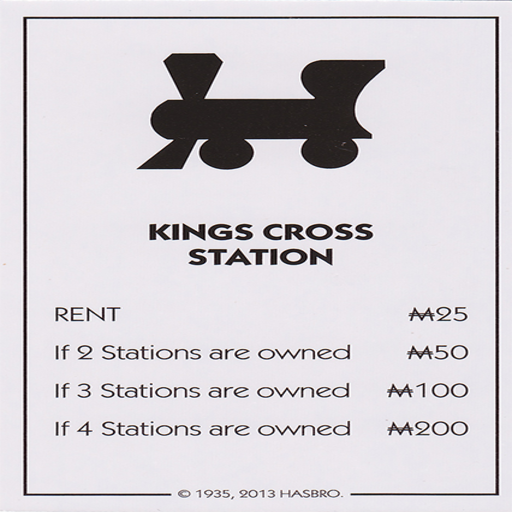 KINGS CROSS
STATION
RENT ₩25
If 2 Stations are owned ₩50
If 3 Stations are owned ₩100
If 4 Stations are owned ₩200
© 1935, 2013 HASBRO.